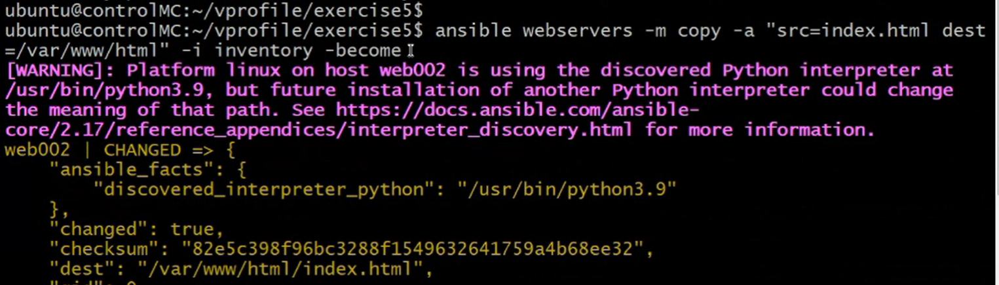 ubuntu@controlMC:~/vprofile/exercise5$
ubuntu@controlMC:~/vprofile/exercise5$ ansible webservers -m copy -a "src=index.html dest
=/var/www/html" -i inventory -become
[WARNING]: Platform linux on host web002 is using the discovered Python interpreter at
/usr/bin/python3.9, but future installation of another Python interpreter could change
the meaning of that path. See https://docs.ansible.com/ansible-
core/2.17/reference_appendices/interpreter_discovery.html for more information.
web002 | CHANGED => {
    "ansible_facts": {
        "discovered_interpreter_python": "/usr/bin/python3.9"
    },
    "changed": true,
    "checksum": "82e5c398f96bc3288f1549632641759a4b68ee32",
    "dest": "/var/www/html/index.html",